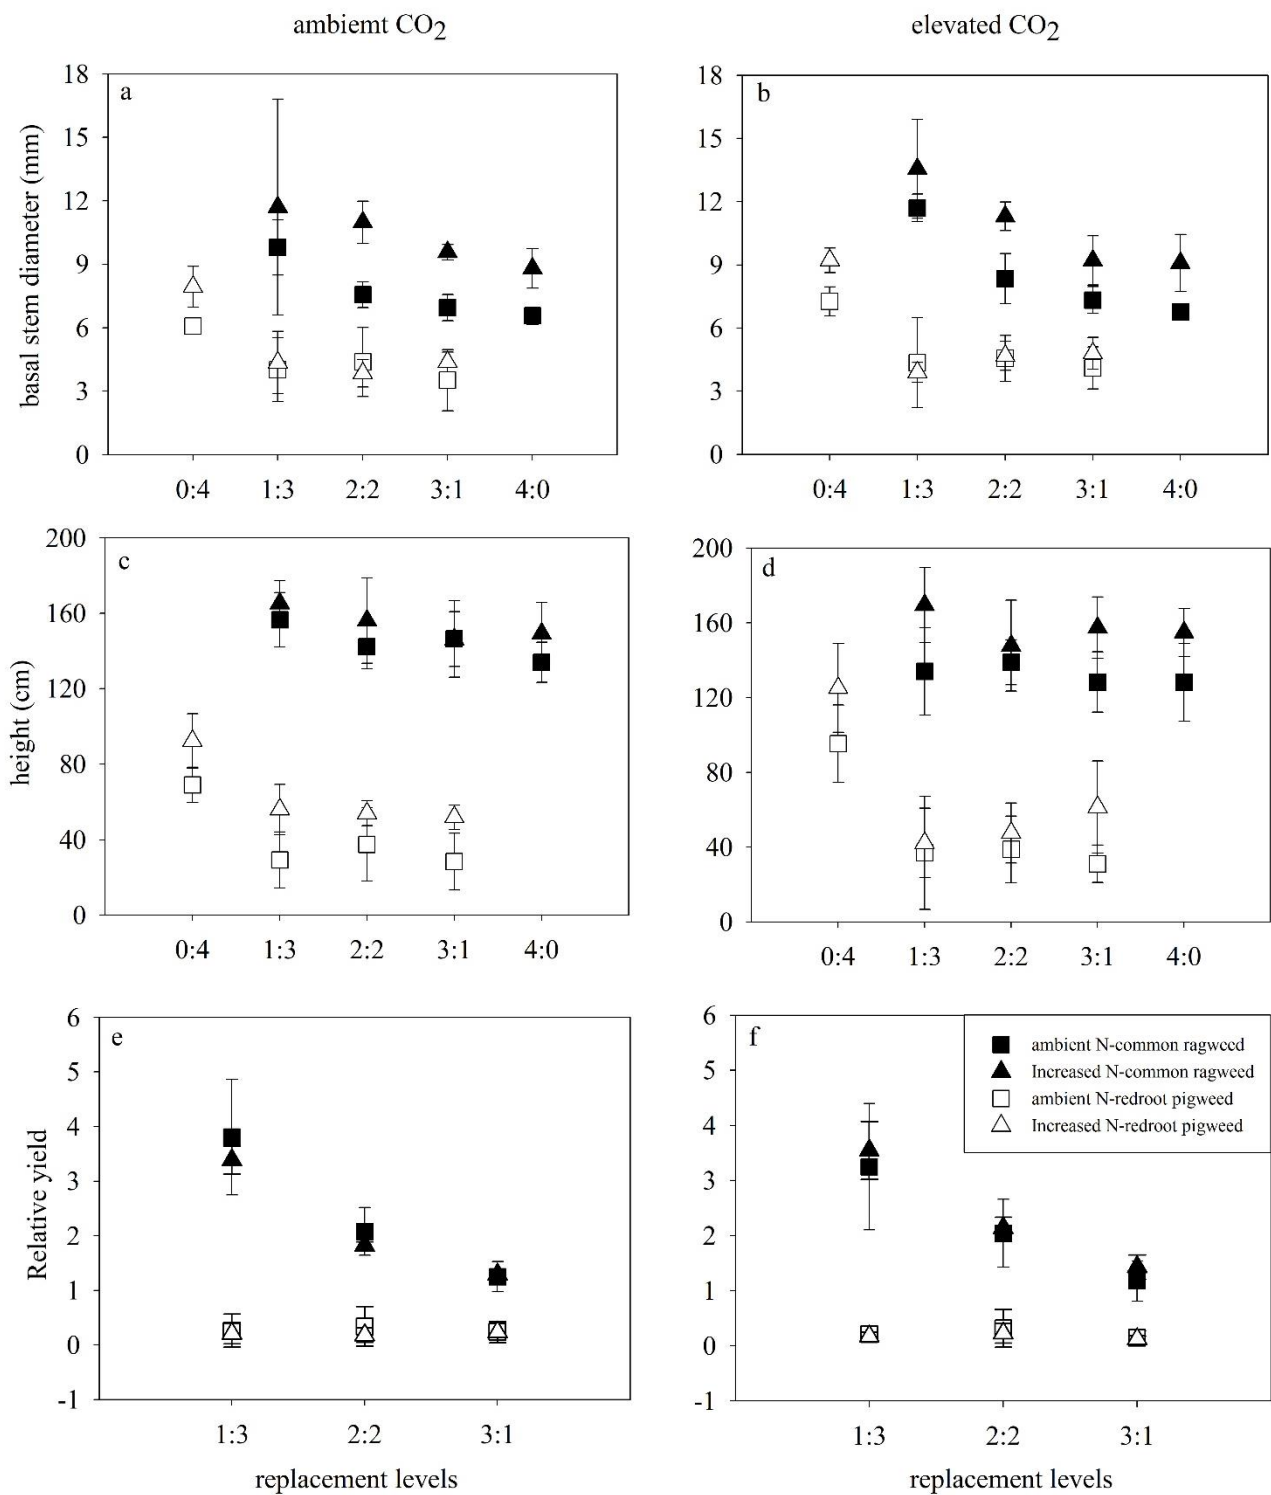 ambiemt CO2
elevated CO2
a
b
basal stem diameter (mm)
18
15
12
9
6
3
0
0:4 1:3 2:2 3:1 4:0
18
15
12
9
6
3
0
0:4 1:3 2:2 3:1 4:0
c
d
height (cm)
200
160
120
80
40
0
0:4 1:3 2:2 3:1 4:0
200
160
120
80
40
0
0:4 1:3 2:2 3:1 4:0
e
f
Relative yield
6
5
4
3
2
1
0
-1
1:3 2:2 3:1
replacement levels
6
5
4
3
2
1
0
-1
ambient N-common ragweed
Increased N-common ragweed
ambient N-redroot pigweed
Increased N-redroot pigweed
1:3 2:2 3:1
replacement levels